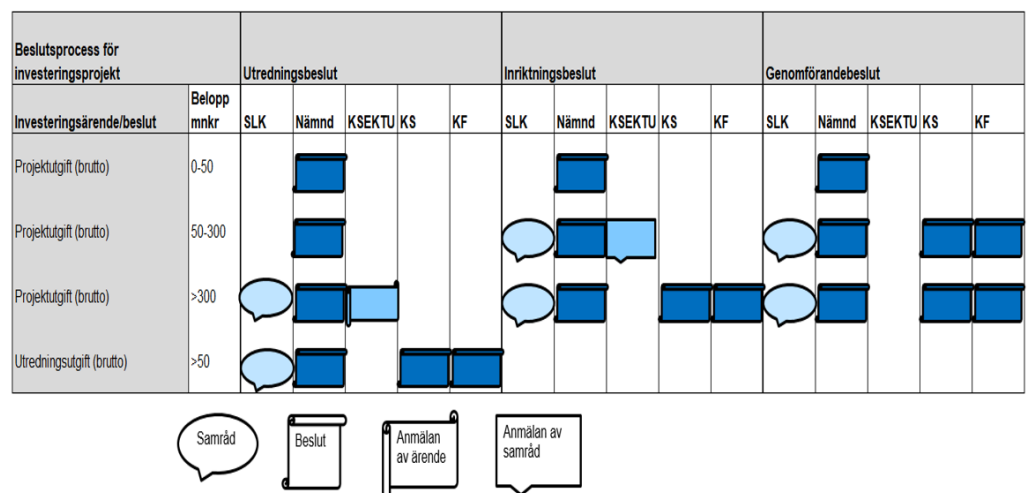 Beslutsprocess för
investeringsprojekt
Utredningsbeslut
Inriktningsbeslut
Genomförandebeslut
Investeringsärende/beslut
Belopp
mnkr
SLK Nämnd KSEKTU KS KF
SLK Nämnd KSEKTU KS KF
SLK Nämnd KSEKTU KS KF
Projektutgift (brutto) 0-50
Projektutgift (brutto) 50-300
Projektutgift (brutto) >300
Utredningsutgift (brutto) >50
Samråd
Beslut
Anmälan
av ärende
Anmälan av
samråd